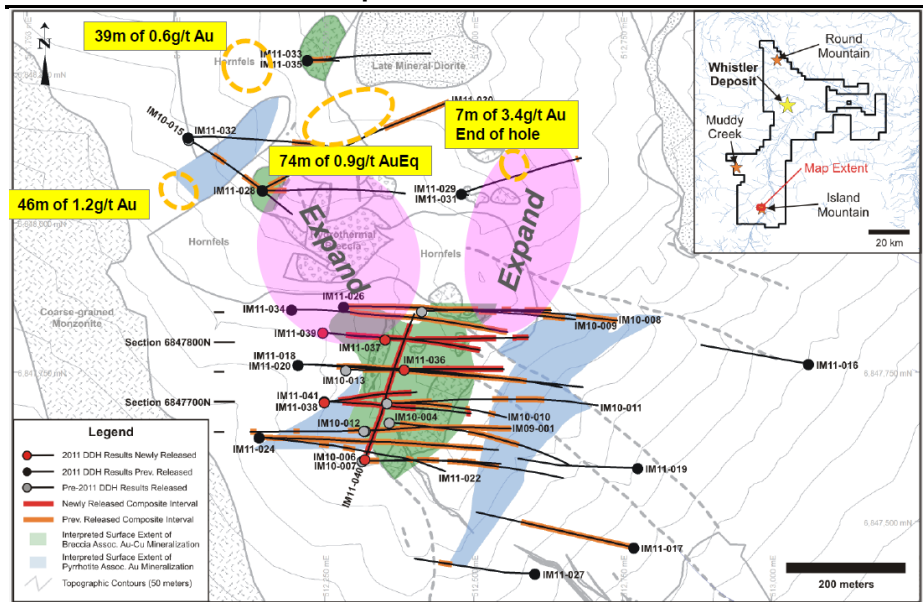 39m of 0.6g/t Au
Hornfels
IM11-033
IM11-035
Late Mineral Diorite
N
7m of 3.4g/t Au
End of hole
IM10-015
IM11-032
74m of 0.9g/t AuEq
IM11-028
IM11-029
IM11-031
46m of 1.2g/t Au
Hornfels
Expand
Hornfels
Expand
Coarse-grained
Monzonite
IM11-034
IM11-026
IM10-009
IM10-008
IM11-039
IM11-037
Section 6847800N
IM11-018
IM11-020
IM10-013
IM11-036
IM11-016
6,847,750 mN
Section 6847700N
IM11-041
IM11-038
IM10-011
IM10-010
IM10-004
IM09-001
IM10-012
IM11-024
IM10-006
IM10-007
IM11-040
IM11-022
IM11-019
6,847,500 mN
IM11-017
IM11-027
200 meters
Round
Mountain
Whistler
Deposit
Muddy
Creek
Map Extent
Island
Mountain
20 km
Legend
2011 DDH Results Newly Released
2011 DDH Results Prev. Released
Pre-2011 DDH Results Released
Newly Released Composite Interval
Prev. Released Composite Interval
Interpreted Surface Extent of
Breccia Assoc. Au-Cu Mineralization
Interpreted Surface Extent of
Pyrrhotite Assoc. Au Mineralization
Topographic Contours (50 meters)